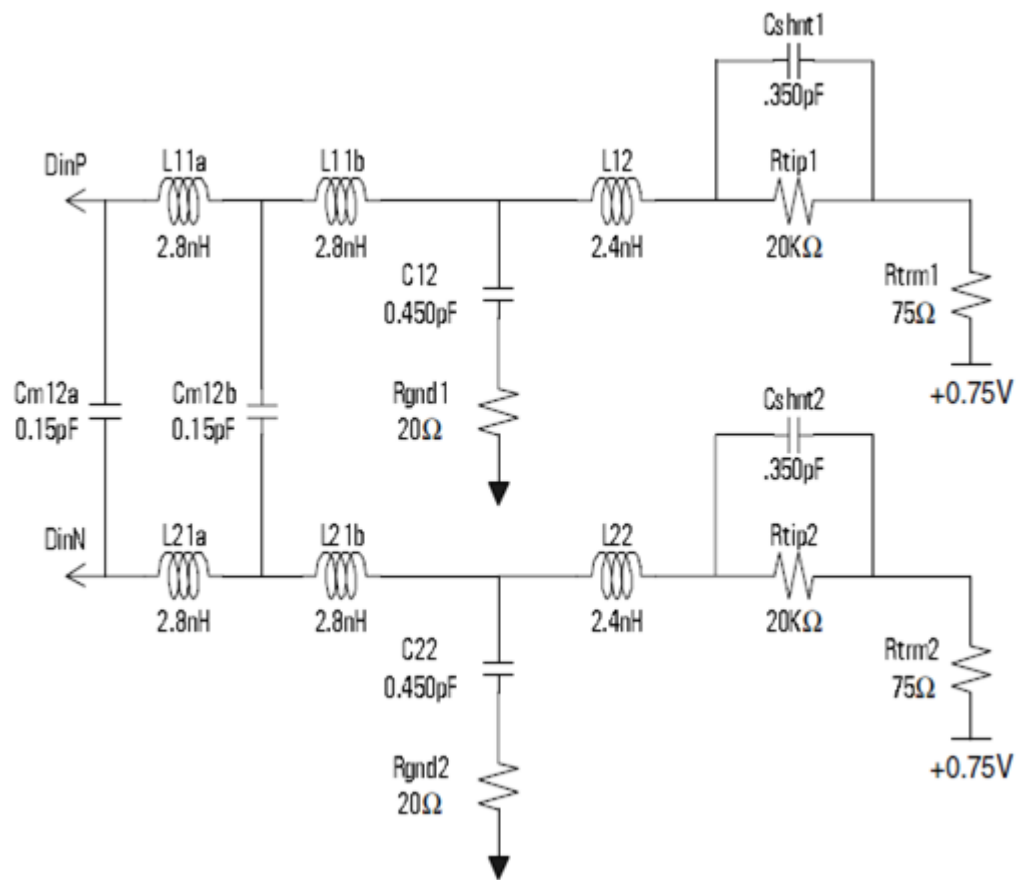 Cshnt1
.350pF
DinP
L11a
2.8nH
L11b
2.8nH
L12
2.4nH
Rtip1
20KΩ
C12
0.450pF
Rtrm1
75Ω
+0.75V
Cm12a
0.15pF
Cm12b
0.15pF
Rgnd1
20Ω
Cshnt2
.350pF
DinN
L21a
2.8nH
L21b
2.8nH
L22
2.4nH
Rtip2
20KΩ
C22
0.450pF
Rtrm2
75Ω
+0.75V
Rgnd2
20Ω